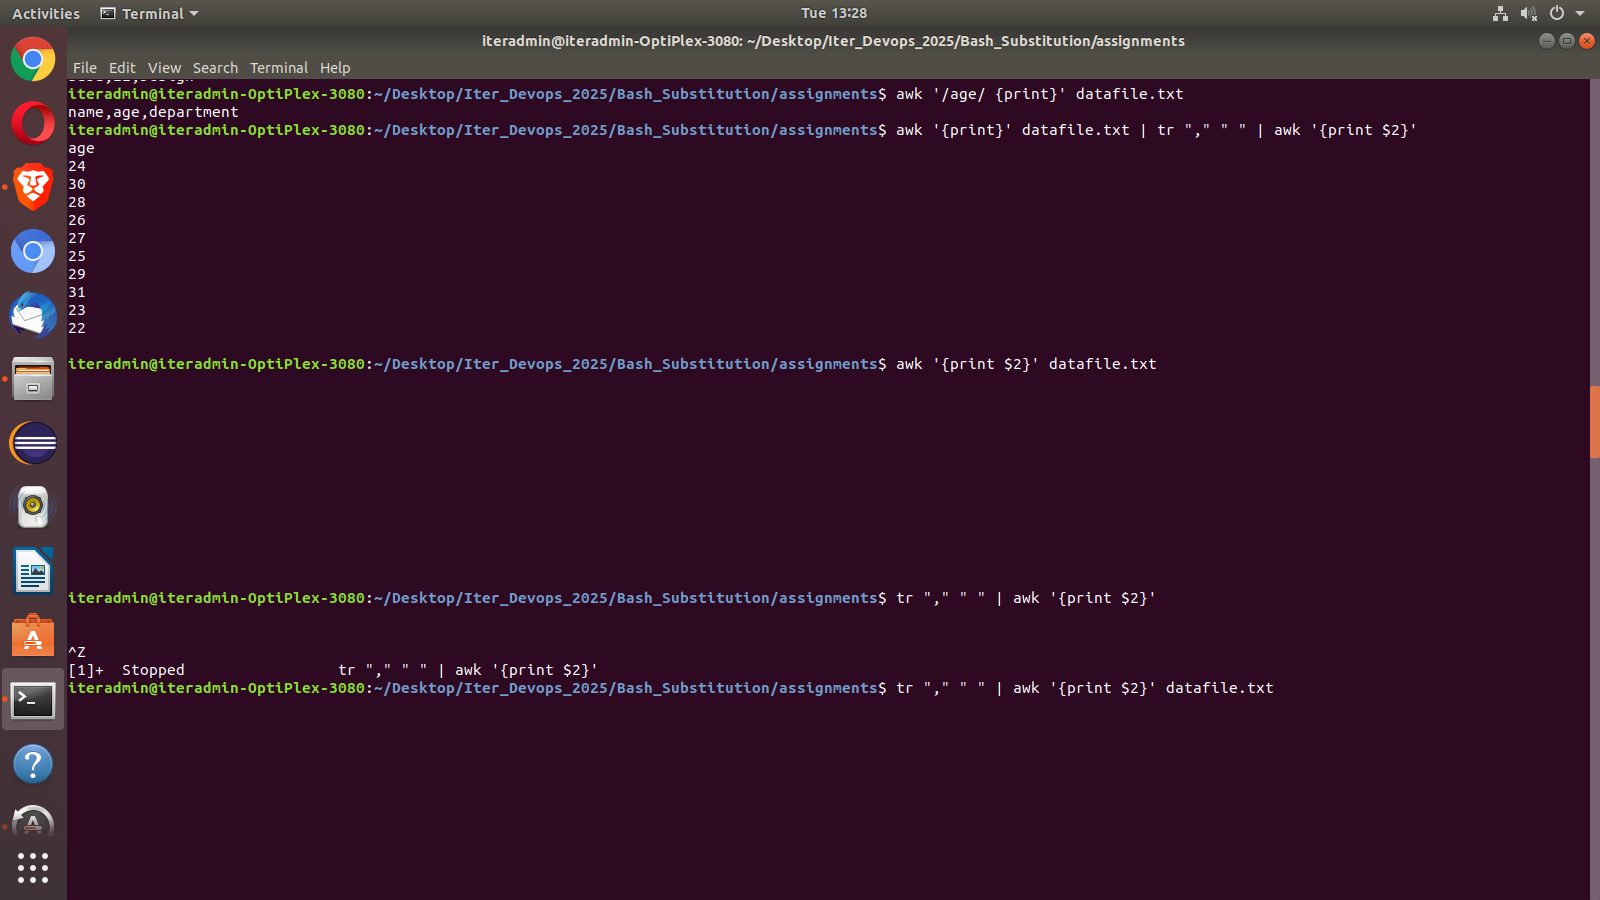 Activities
Terminal
Tue 13:28
iteradmin@iteradmin-OptiPlex-3080: ~/Desktop/Iter_Devops_2025/Bash_Substitution/assignments
File Edit View Search Terminal Help
iteradmin@iteradmin-OptiPlex-3080:~/Desktop/Iter_Devops_2025/Bash_Substitution/assignments$ awk '/age/ {print}' datafile.txt
name,age,department
iteradmin@iteradmin-OptiPlex-3080:~/Desktop/Iter_Devops_2025/Bash_Substitution/assignments$ awk '{print}' datafile.txt | tr "," " " | awk '{print $2}'
age
24
30
28
26
27
25
29
31
23
22
iteradmin@iteradmin-OptiPlex-3080:~/Desktop/Iter_Devops_2025/Bash_Substitution/assignments$ awk '{print $2}' datafile.txt
iteradmin@iteradmin-OptiPlex-3080:~/Desktop/Iter_Devops_2025/Bash_Substitution/assignments$ tr "," " " | awk '{print $2}'
^Z
[1]+  Stopped                 tr "," " " | awk '{print $2}'
iteradmin@iteradmin-OptiPlex-3080:~/Desktop/Iter_Devops_2025/Bash_Substitution/assignments$ tr "," " " | awk '{print $2}' datafile.txt